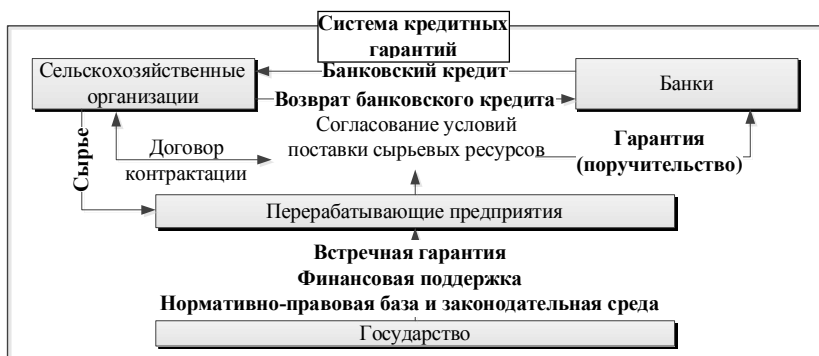 Система кредитных
гарантий
Сельскохозяйственные
организации
Банковский кредит
Банки
Возврат банковского кредита
Согласование условий
поставки сырьевых ресурсов
Гарантия
(поручительство)
Сырье
Договор
контрактации
Перерабатывающие предприятия
Встречная гарантия
Финансовая поддержка
Нормативно-правовая база и законодательная среда
Государство